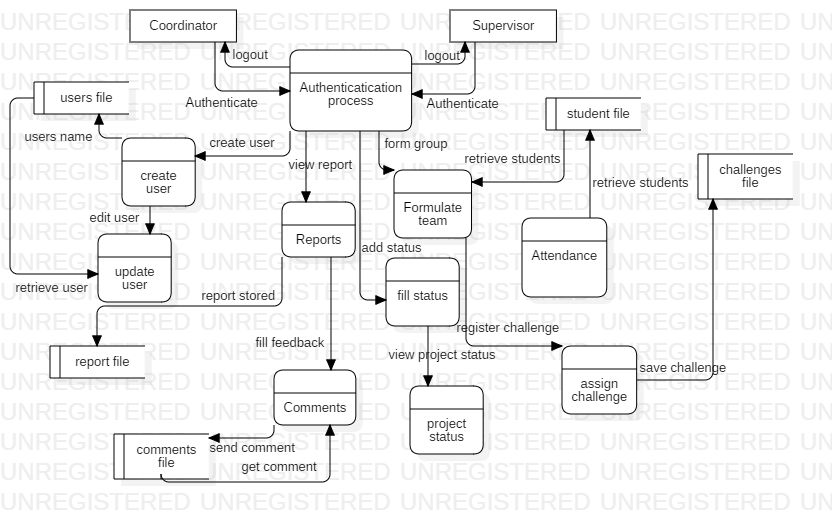 Coordinator
Supervisor
logout
logout
Authenticatication
process
Authenticate
Authenticate
users file
student file
users name
create user
form group
view report
retrieve students
challenges
file
create
user
retrieve students
Formulate
team
edit user
Reports
add status
Attendance
update
user
retrieve user
report stored
fill status
register challenge
fill feedback
view project status
report file
save challenge
assign
challenge
Comments
project
status
comments
file
send comment
get comment
UNREGISTERED